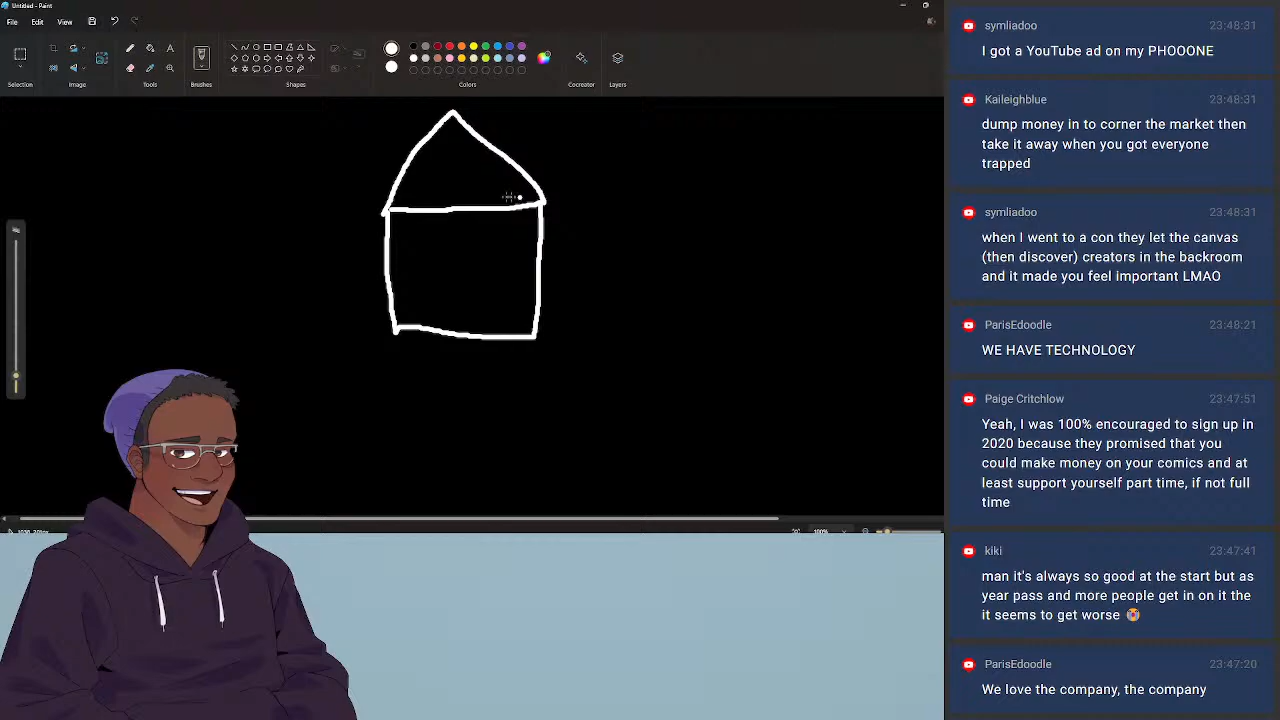 Untitled - Paint
File Edit View
Selection
Image
Tools
Brushes
Shapes
Colors
Cocreator
Layers
100%
symliadoo 23:48:31
I got a YouTube ad on my PHOOONE
Kaileighblue 23:48:31
dump money in to corner the market then
take it away when you got everyone
trapped
symliadoo 23:48:31
when I went to a con they let the canvas
(then discover) creators in the backroom
and it made you feel important LMAO
ParisEdoodle 23:48:21
WE HAVE TECHNOLOGY
Paige Critchlow 23:47:51
Yeah, I was 100% encouraged to sign up in
2020 because they promised that you
could make money on your comics and at
least support yourself part time, if not full
time
kiki 23:47:41
man it's always so good at the start but as
year pass and more people get in on it the
it seems to get worse
ParisEdoodle 23:47:20
We love the company, the company